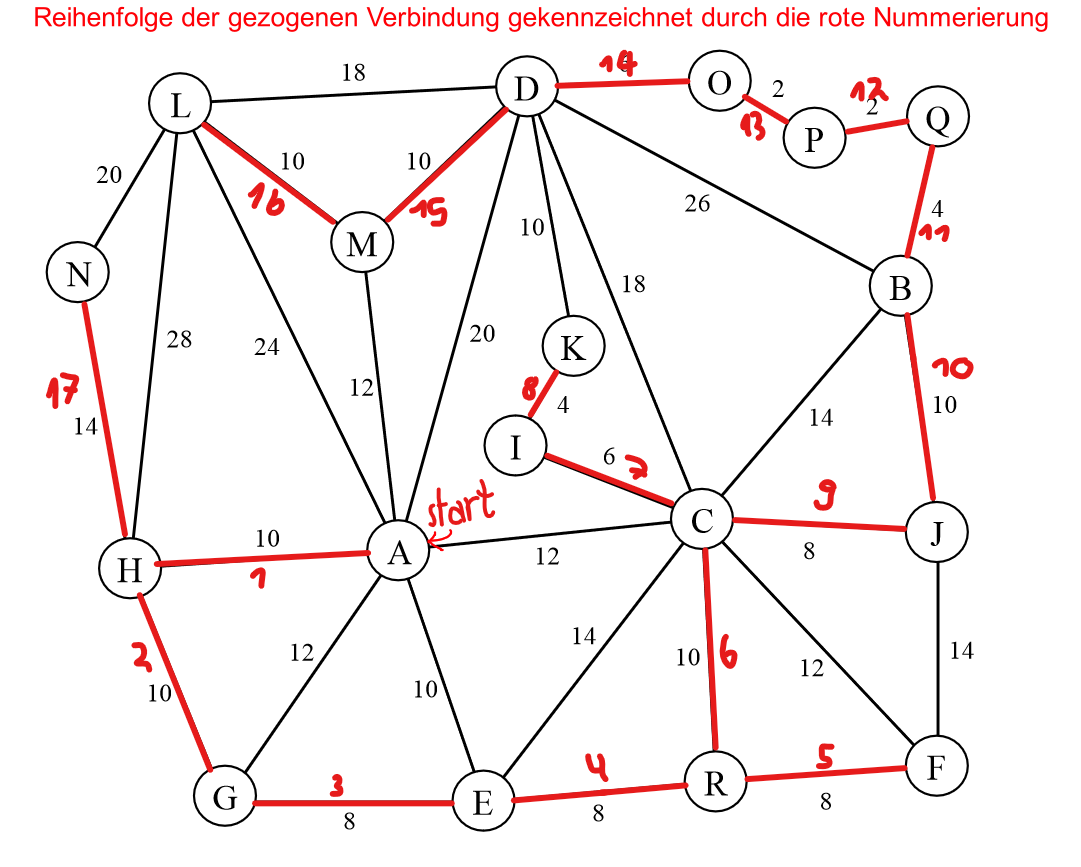 Reihenfolge der gezogenen Verbindung gekennzeichnet durch die rote Nummerierung
18 D 14 O 2 12
L 13 P 2 Q
20 10 10
16 15 26 4
M 10 11
N 18 B
28 24 20 K 10
17 12 8 4 10
14 I 6 7 14
start 9
10 C J
H 1 A 12 8
2 12 14 10 6 12 14
10 10
G 3 E 4 R 5 F
8 8 8